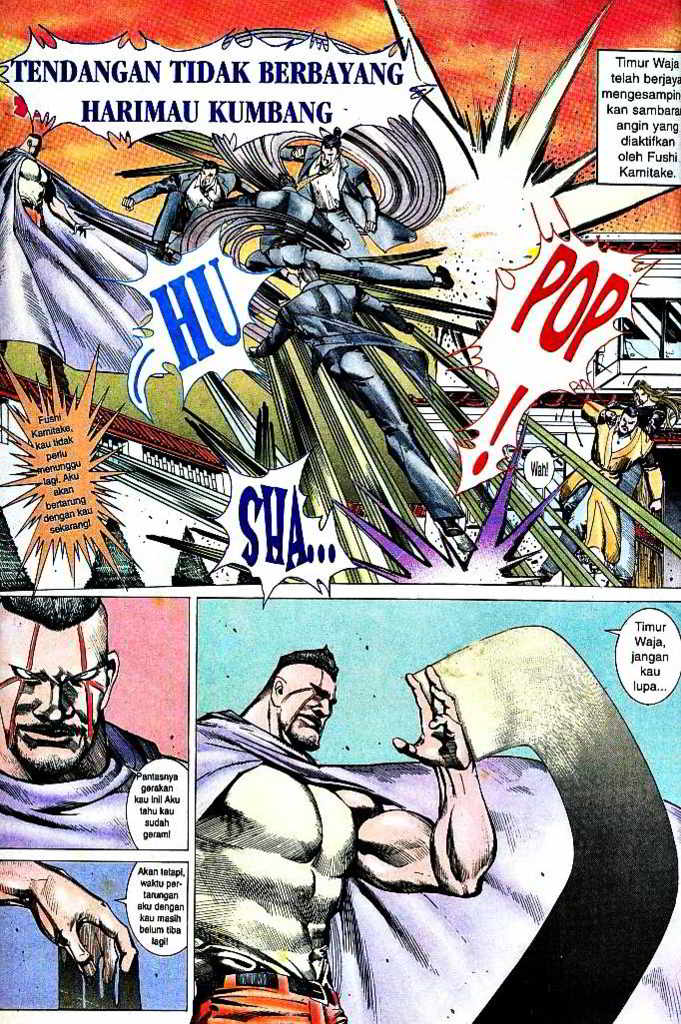 TENDANGAN TIDAK BERBAYANG
HARIMAU KUMBANG
Timur Waja
telah berjaya
mengesampin
kan sambaran
angin yang
diaktifkan
oleh Fushi
Kamitake.
HU
POP
!
Fushi
Kamitake,
kau tidak
perlu
menunggu
lagi. Aku
akan
bertarung
dengan kau
sekarang!
Wah!
SHA...
Pantasnya
gerakan
kau ini! Aku
tahu kau
sudah
geram!
Timur
Waja,
jangan
kau
lupa...
Akan tetapi,
waktu per-
tarungan
aku dengan
kau masih
belum tiba
lagi!